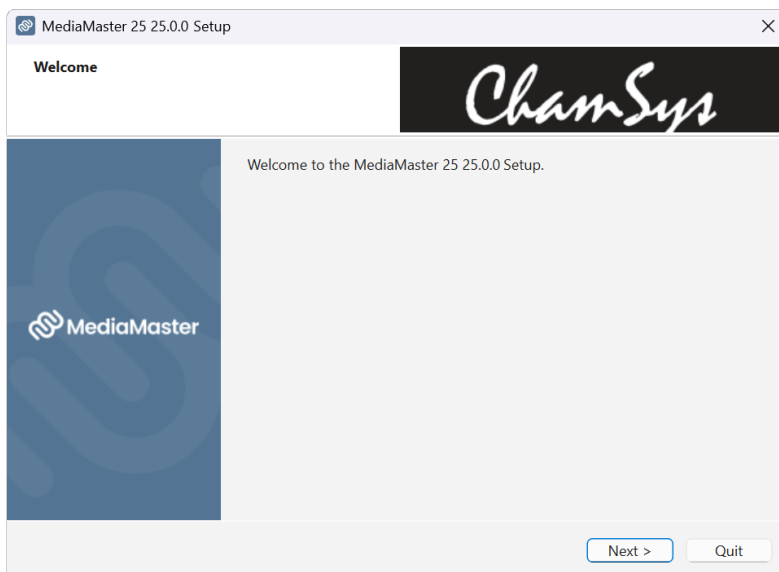 MediaMaster 25 25.0.0 Setup
Welcome
ChamSys
Welcome to the MediaMaster 25 25.0.0 Setup.
MediaMaster
Next >
Quit